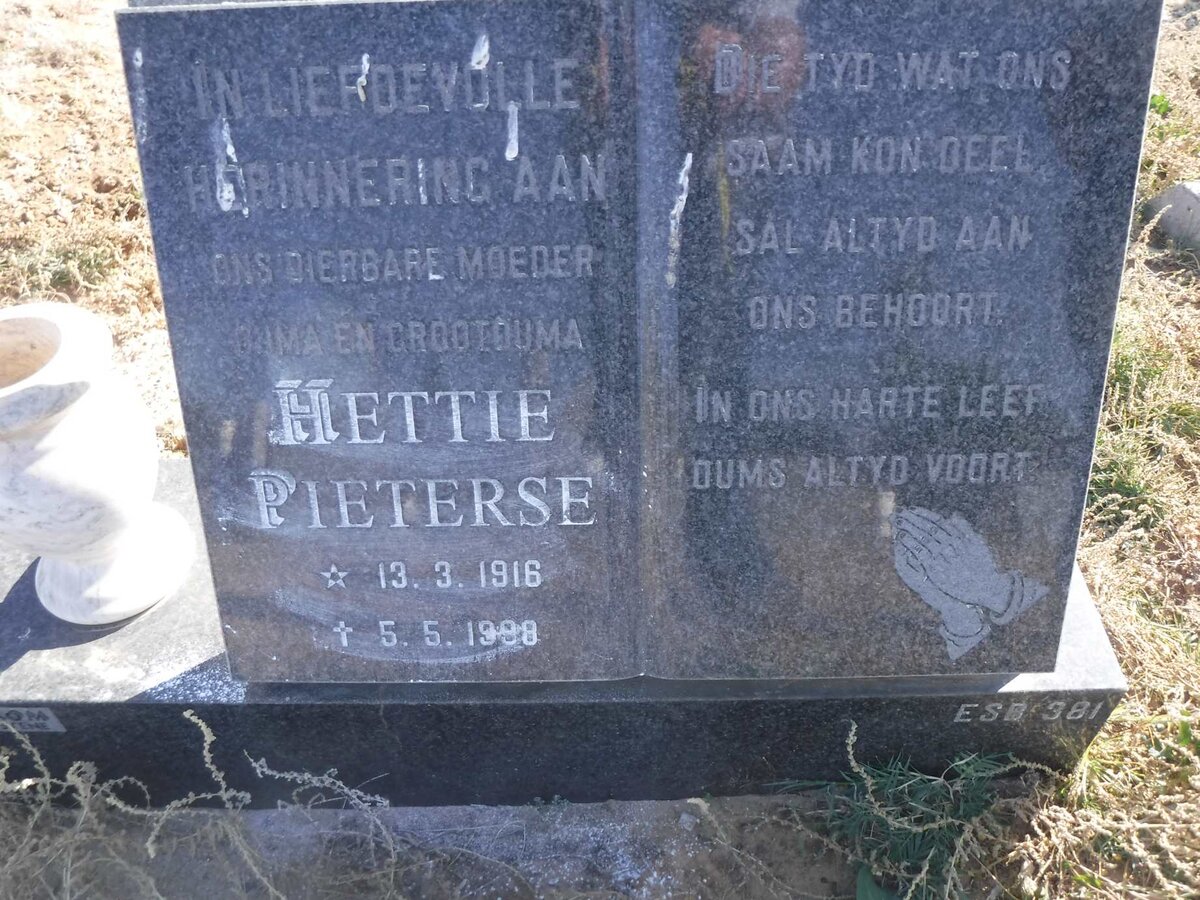 IN LIEFDEVOLLE
HERINNERING AAN
ONS DIERBARE MOEDER
OUMA EN GROOTOUMA
HETTIE
PIETERSE
☆ 13. 3. 1916
✝ 5. 5. 1998
DIE TYD WAT ONS
SAAM KON DEEL,
SAL ALTYD AAN
ONS BEHOORT.
IN ONS HARTE LEEF
OUMS ALTYD VOORT.
ESB 381